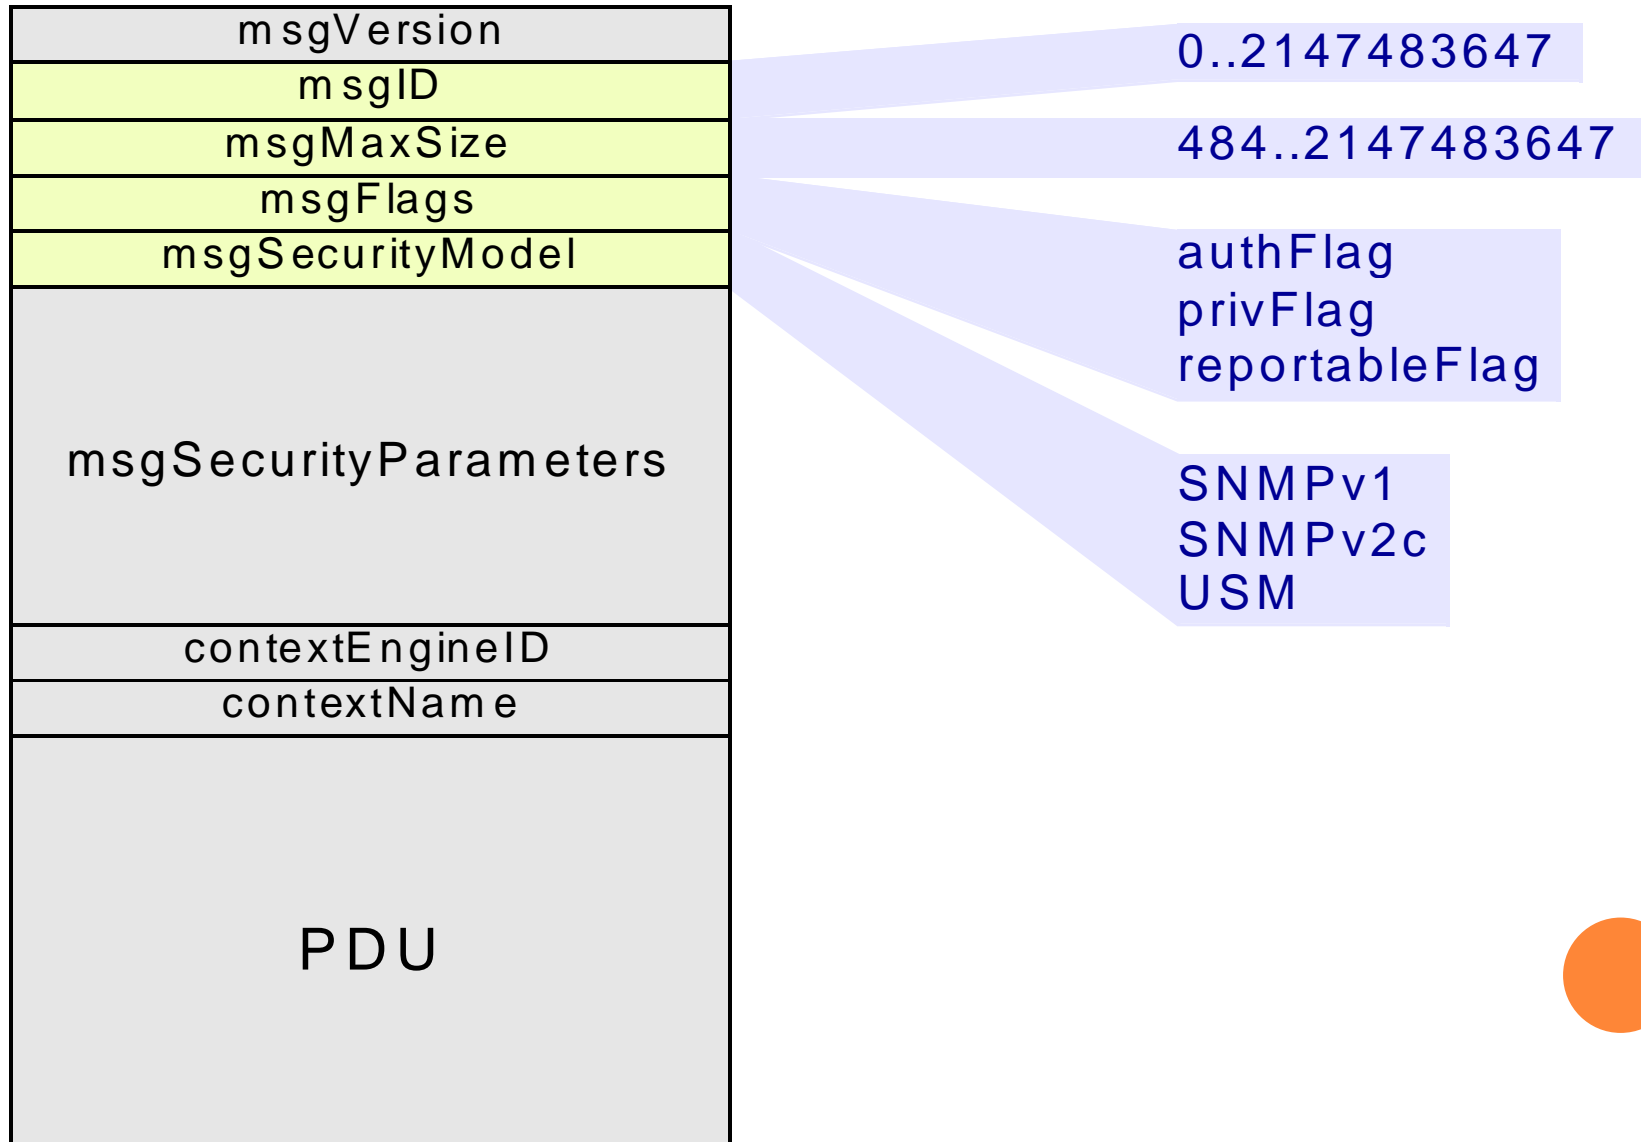 msgVersion
msgID
msgMaxSize
msgFlags
msgSecurityModel
msgSecurityParameters
contextEngineID
contextName
PDU
0..2147483647
484..2147483647
authFlag
privFlag
reportableFlag
SNMPv1
SNMPv2c
USM